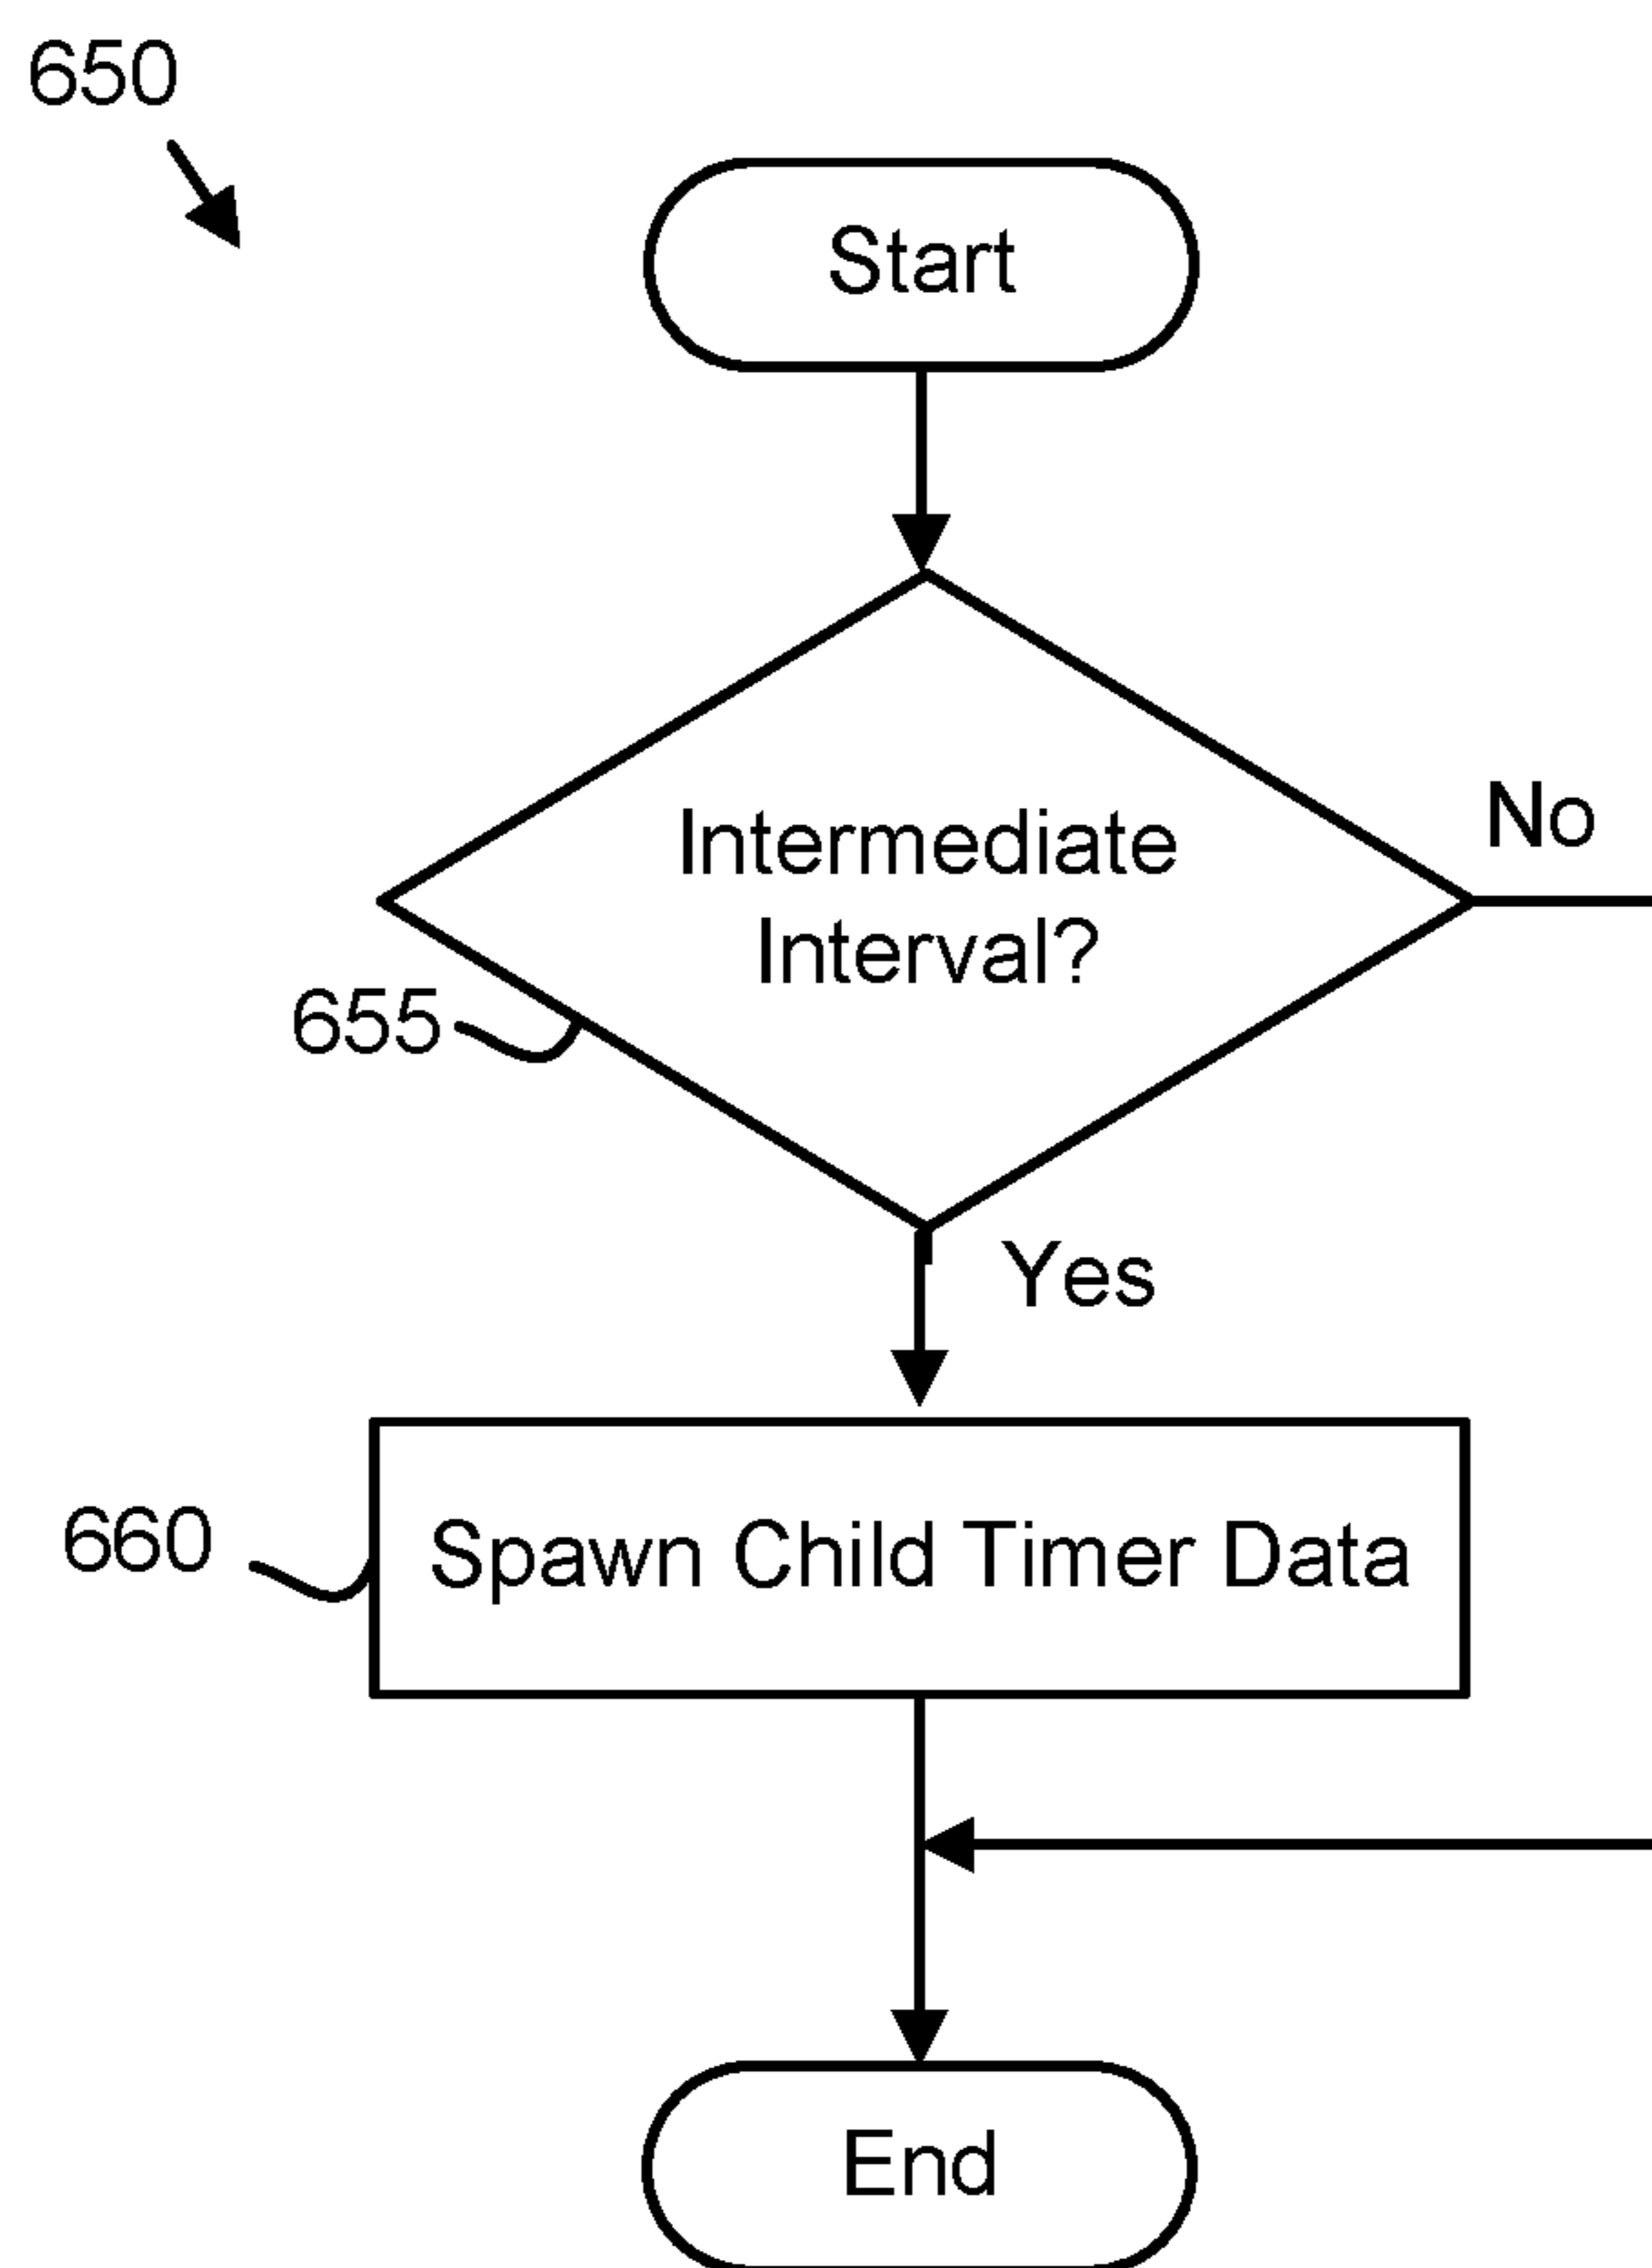 650
Start
Intermediate
Interval?
No
655
Yes
660
Spawn Child Timer Data
End